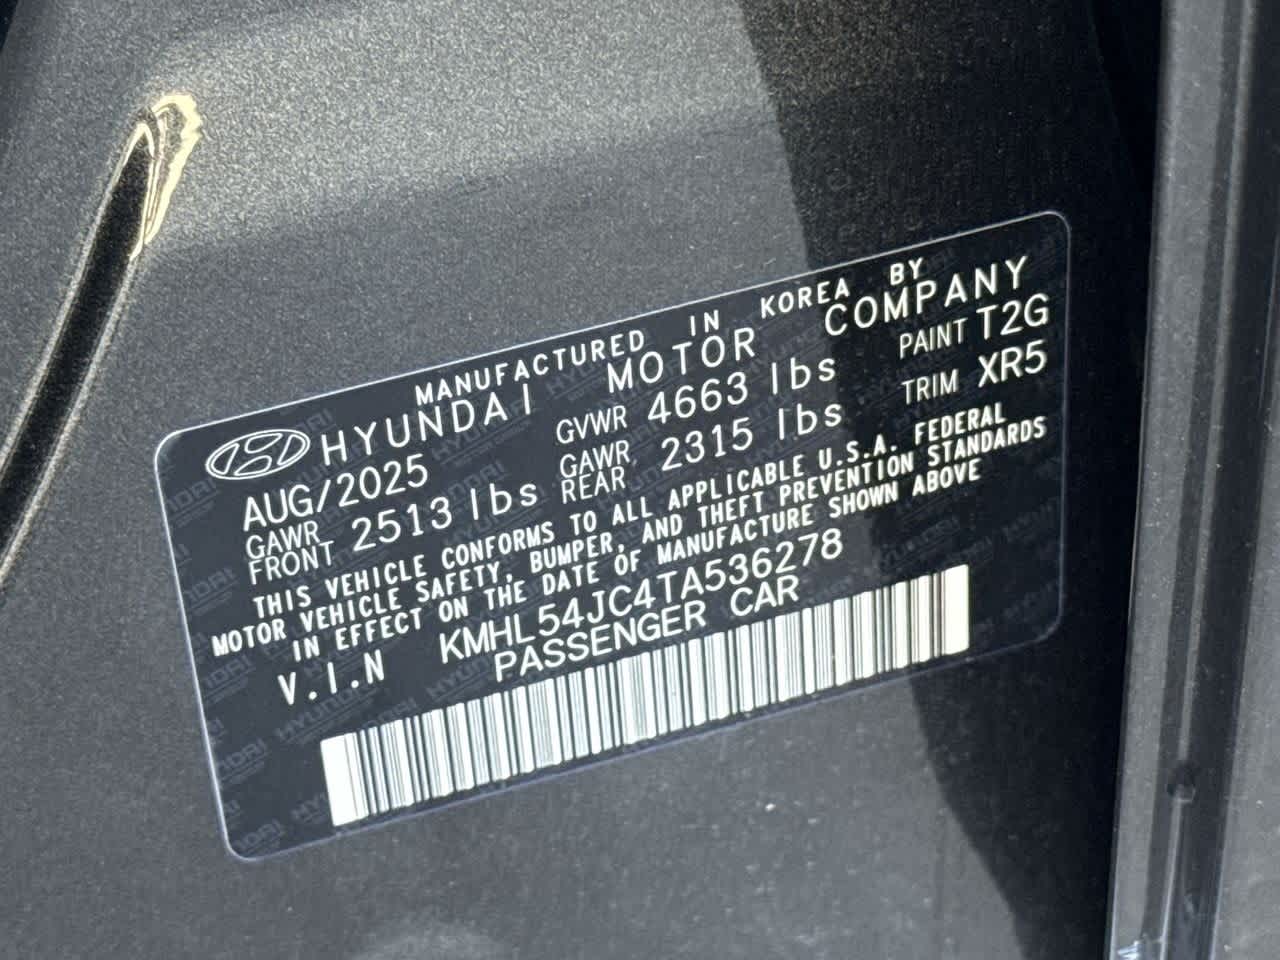 MANUFACTURED IN KOREA BY
HYUNDAI MOTOR COMPANY
AUG/2025 GVWR 4663 lbs PAINT T2G
GAWR FRONT 2513 lbs GAWR REAR 2315 lbs TRIM XR5
THIS VEHICLE CONFORMS TO ALL APPLICABLE U.S.A. FEDERAL
MOTOR VEHICLE SAFETY, BUMPER, AND THEFT PREVENTION STANDARDS
IN EFFECT ON THE DATE OF MANUFACTURE SHOWN ABOVE
V.I.N KMHL54JC4TA536278
PASSENGER CAR